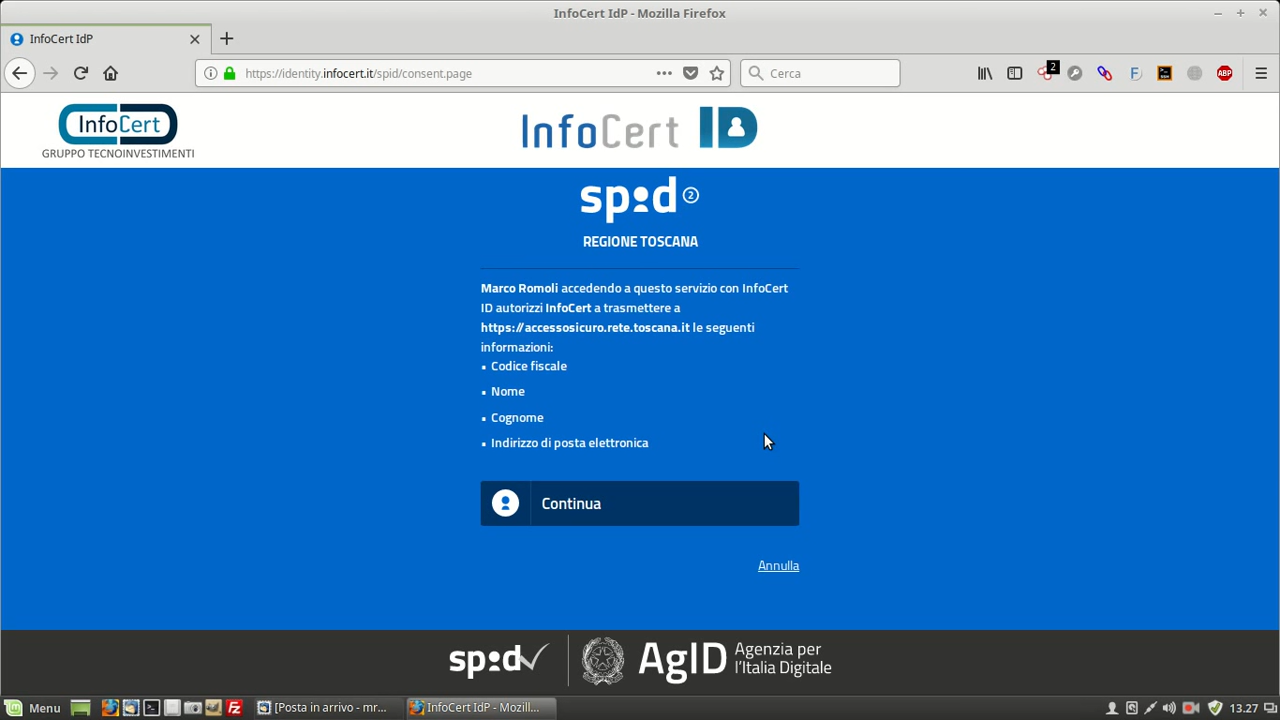 InfoCert IdP - Mozilla Firefox
InfoCert IdP
https://identity.infocert.it/spid/consent.page
Cerca
2
ABP
InfoCert
GRUPPO TECNOINVESTIMENTI
InfoCert ID
spid 2
REGIONE TOSCANA
Marco Romoli accedendo a questo servizio con InfoCert
ID autorizzi InfoCert a trasmettere a
https://accessosicuro.rete.toscana.it le seguenti
informazioni:
▪ Codice fiscale
▪ Nome
▪ Cognome
▪ Indirizzo di posta elettronica
Continua
Annulla
spid
AgID
Agenzia per
l'Italia Digitale
Menu
[Posta in arrivo - mr...
InfoCert IdP - Mozill...
13.27